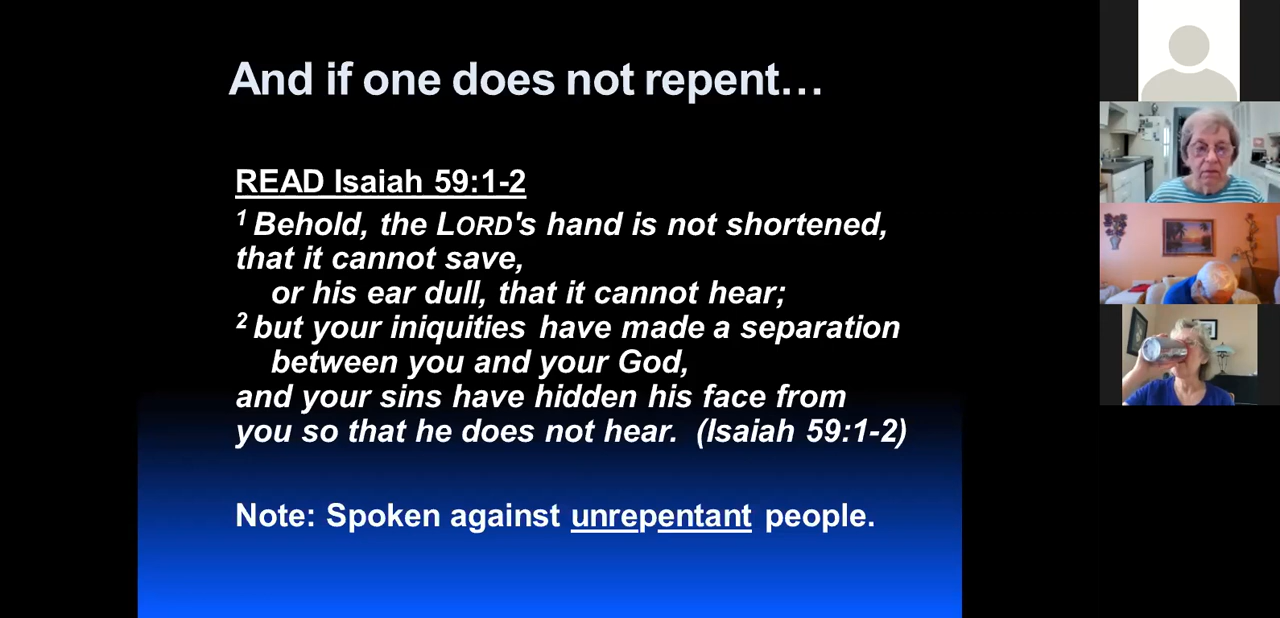 And if one does not repent…
READ Isaiah 59:1-2
1 Behold, the LORD's hand is not shortened,
that it cannot save,
or his ear dull, that it cannot hear;
2 but your iniquities have made a separation
between you and your God,
and your sins have hidden his face from
you so that he does not hear. (Isaiah 59:1-2)
Note: Spoken against unrepentant people.